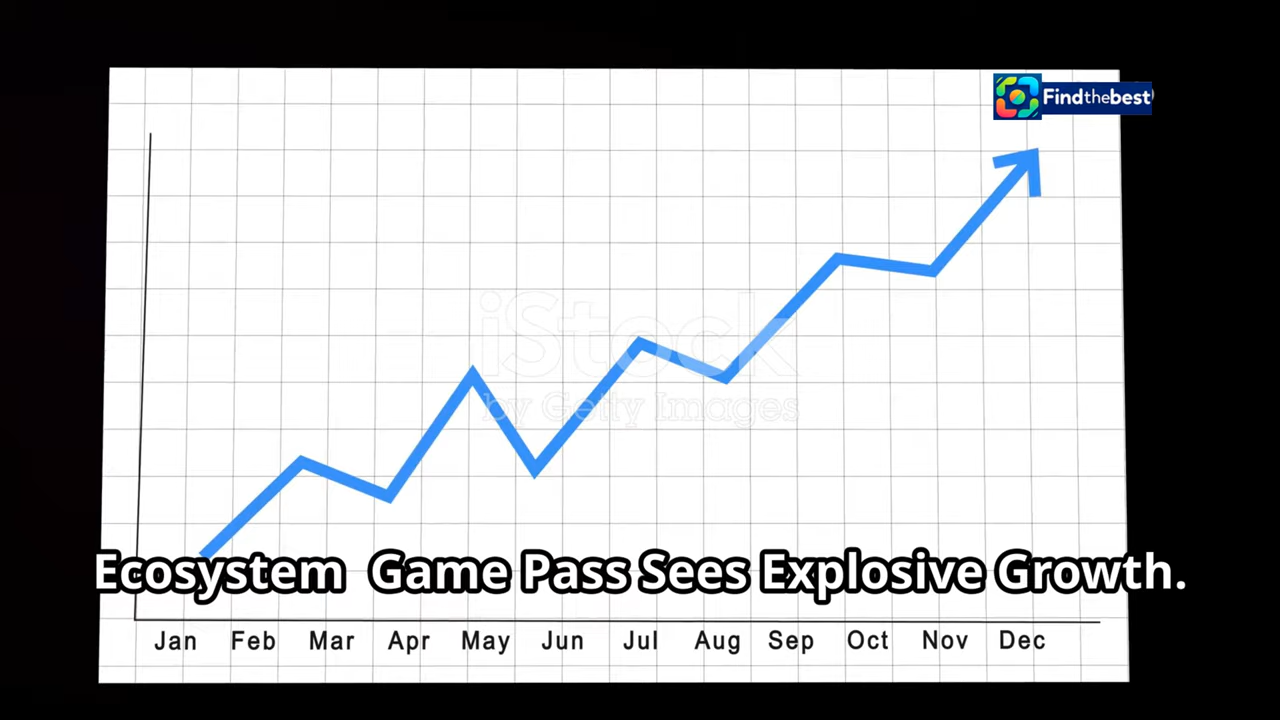 Findthebest
iStock
by Getty Images
Ecosystem Game Pass Sees Explosive Growth.
Jan Feb Mar Apr May Jun Jul Aug Sep Oct Nov Dec